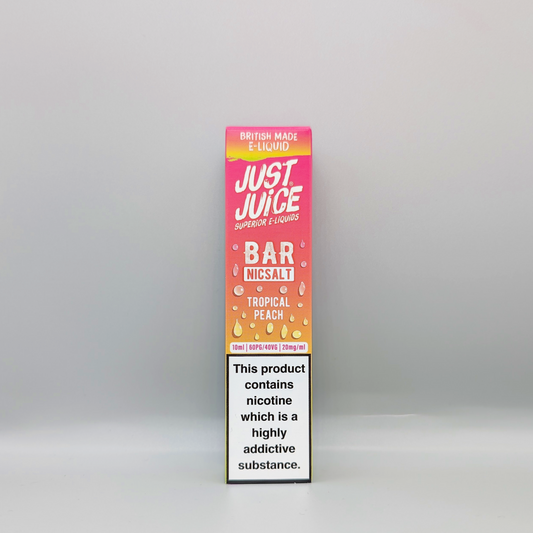 BRITISH MADE
E-LIQUID
JUST
JUICE
SUPERIOR E-LIQUIDS
BAR
NICSALT
TROPICAL
PEACH
10ml | 60PG/40VG | 20mg/ml
This product
contains
nicotine
which is a
highly
addictive
substance.